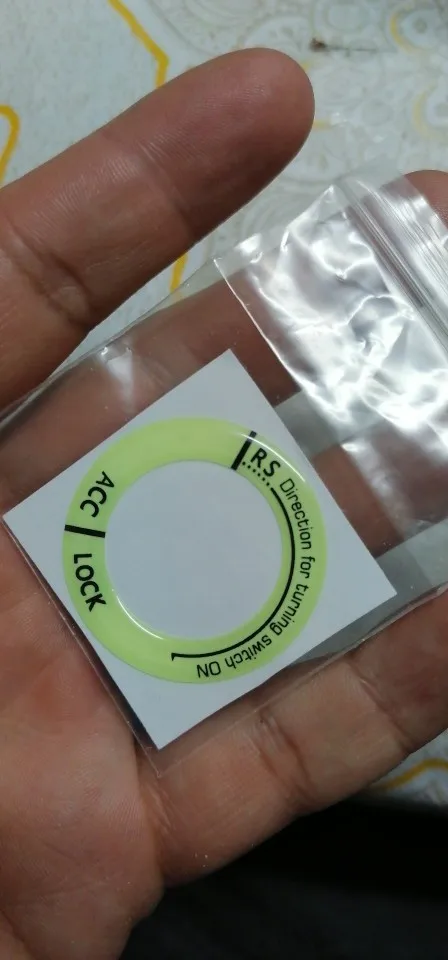 ACC
LOCK
RS
Direction for turning switch ON